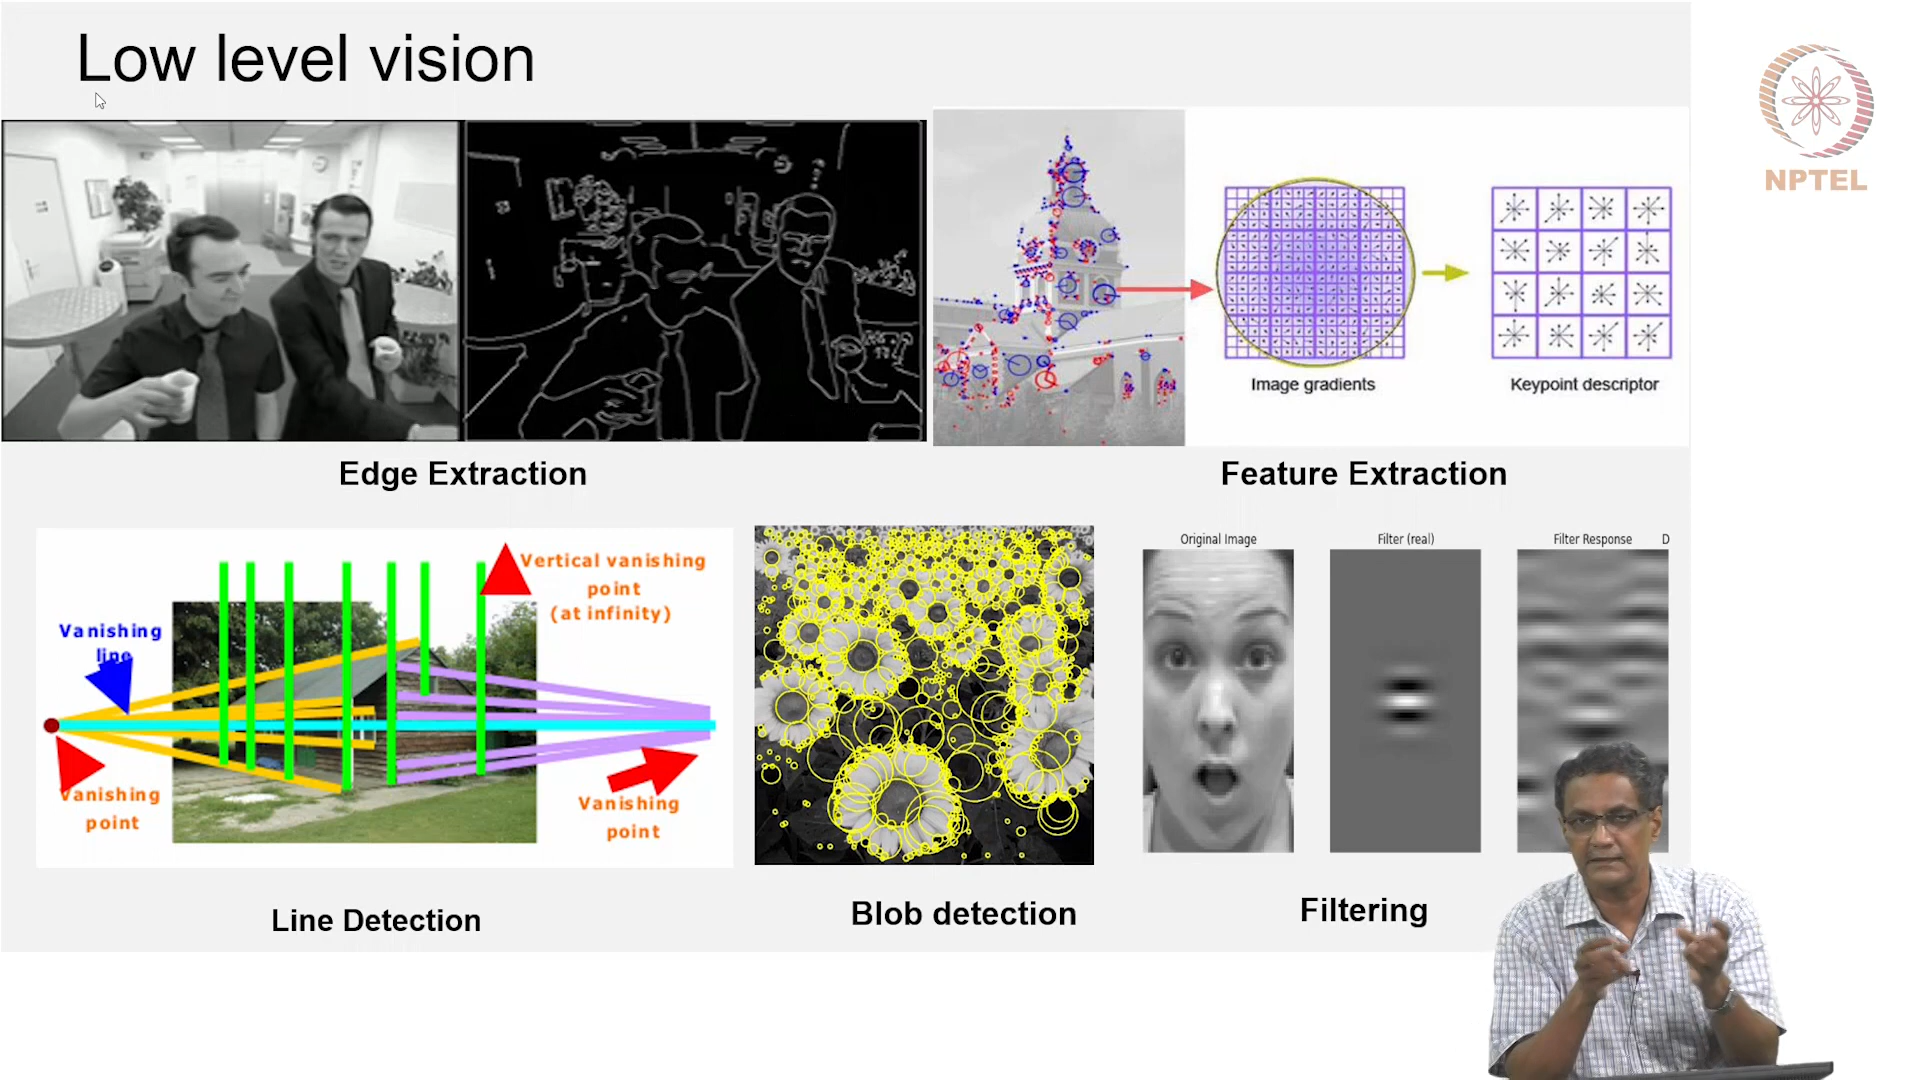 Low level vision
NPTEL
Image gradients
Keypoint descriptor
Edge Extraction
Feature Extraction
Vertical vanishing
point
(at infinity)
Vanishing
line
Vanishing
point
Vanishing
point
Original Image
Filter (real)
Filter Response
D
Line Detection
Blob detection
Filtering